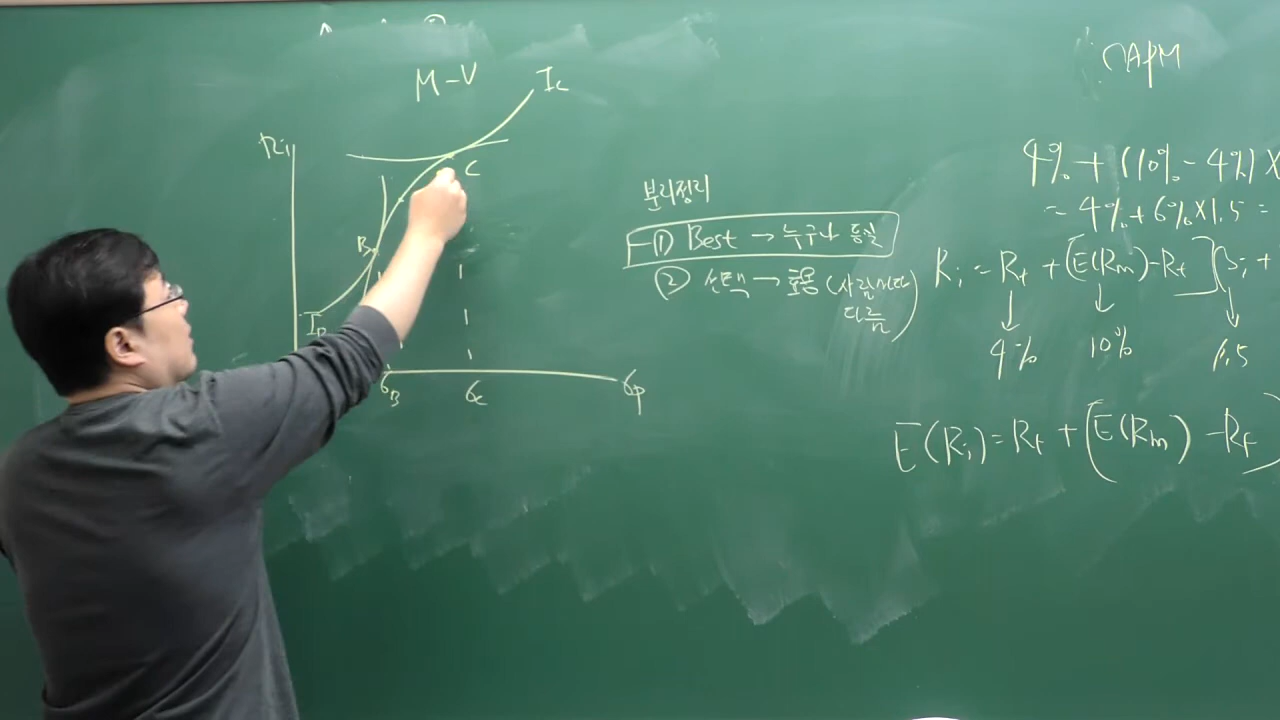 M-V
Ic
Ri
C
B
IB
σB
σc
σp
분리정리
① Best → 누구나 동일
② 선택 → 효용 (사람마다
다름)
CAPM
4% + (10% - 4%) X
= 4% + 6% X 1.5 =
Ri = Rf + [E(Rm) - Rf] βi +
↓ ↓ ↓
4% 10% 1.5
E(Ri) = Rf + (E(Rm) - Rf)